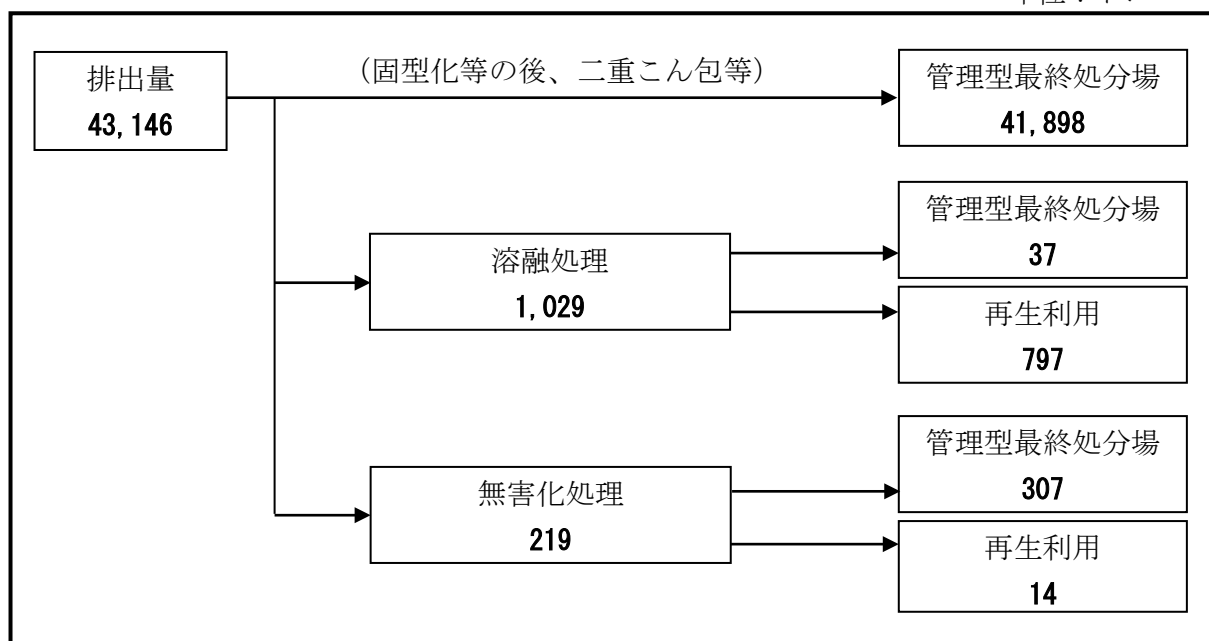 排出量
43,146
（固型化等の後、二重こん包等）
管理型最終処分場
41,898
溶融処理
1,029
管理型最終処分場
37
再生利用
797
無害化処理
219
管理型最終処分場
307
再生利用
14